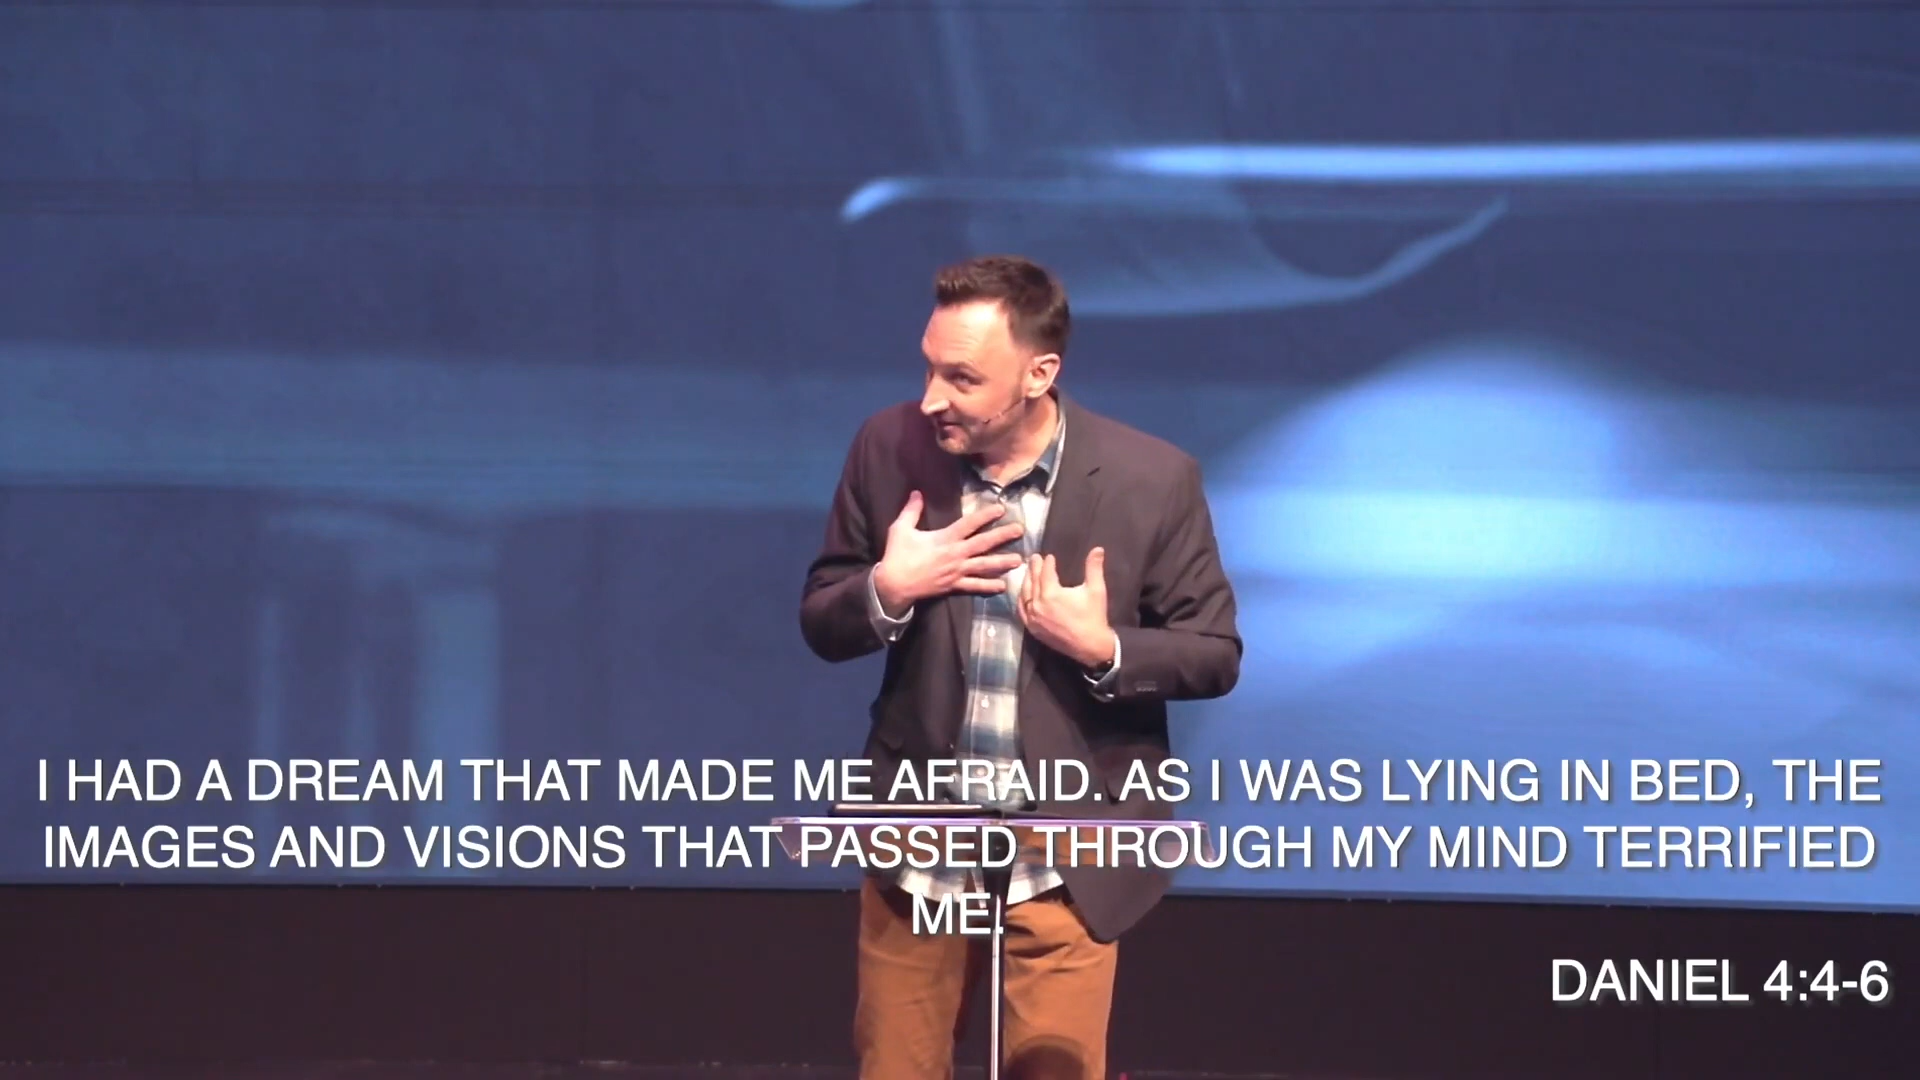 I HAD A DREAM THAT MADE ME AFRAID. AS I WAS LYING IN BED, THE
IMAGES AND VISIONS THAT PASSED THROUGH MY MIND TERRIFIED
ME.
DANIEL 4:4-6